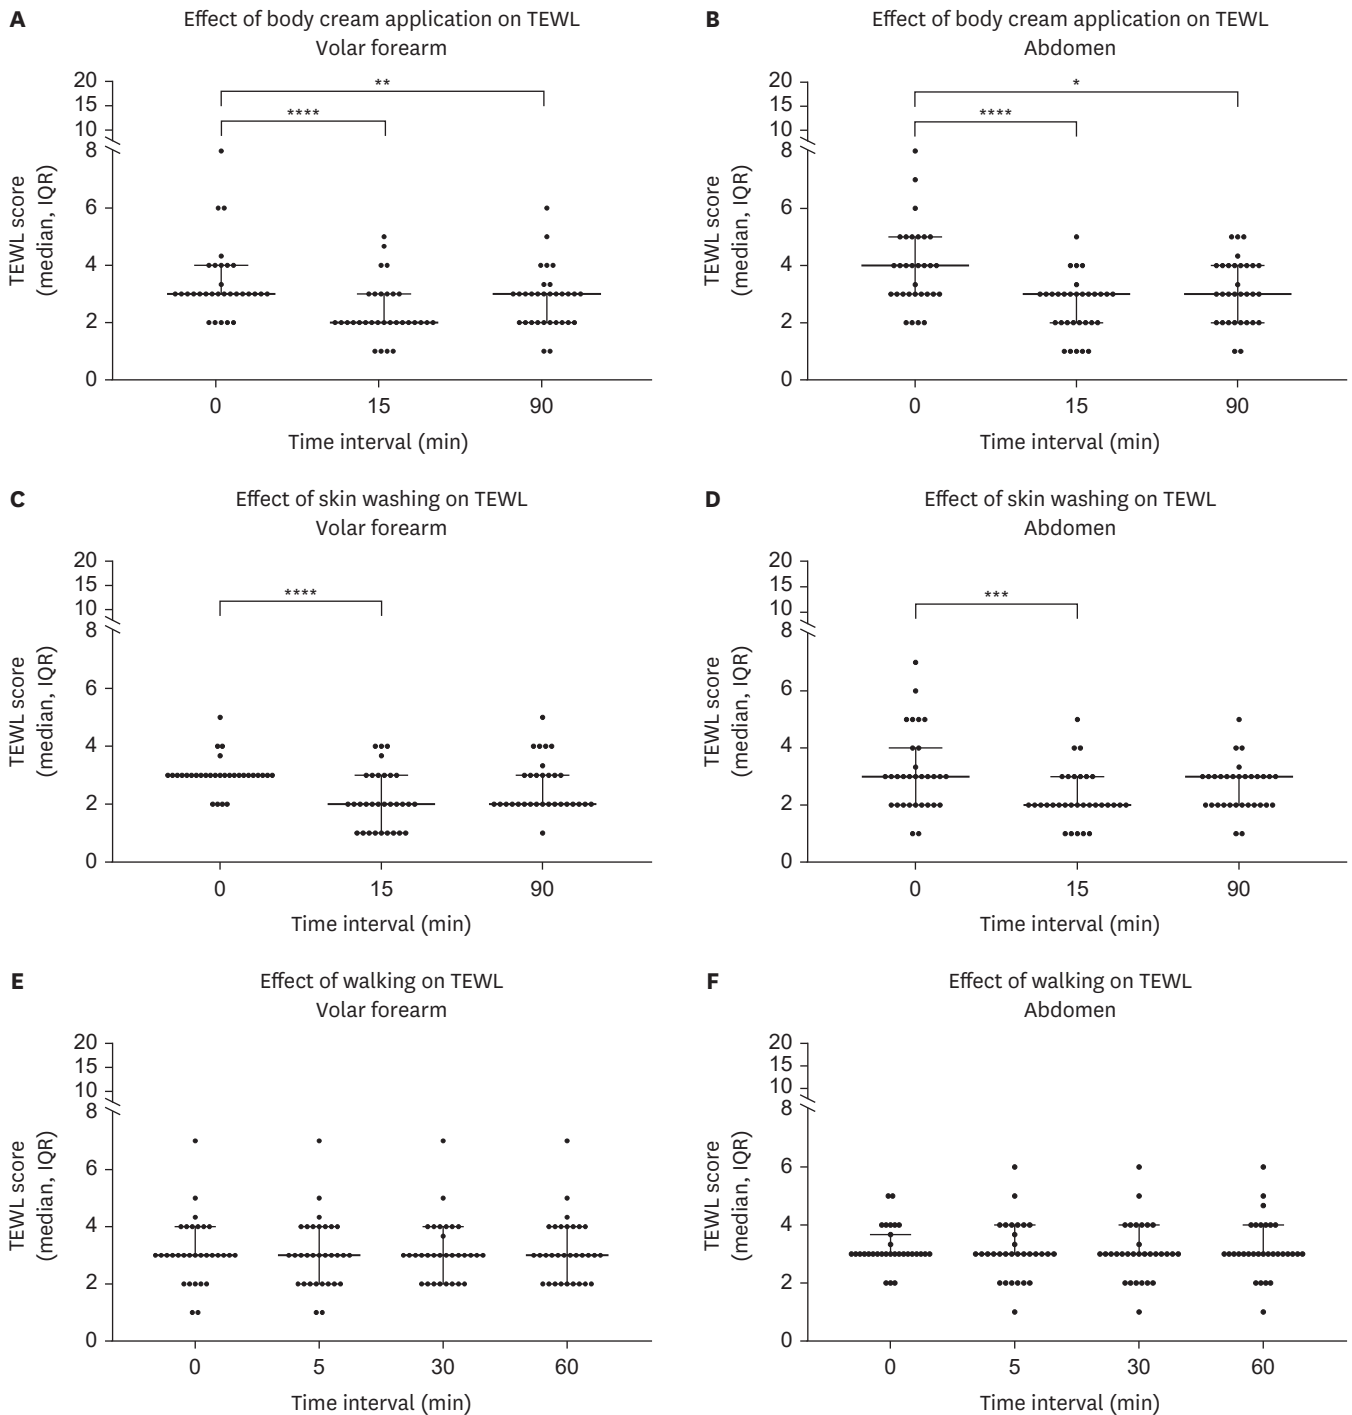 A
Effect of body cream application on TEWL
Volar forearm
TEWL score
(median, IQR)
20
15
10
8
6
4
2
0
**
****
0 15 90
Time interval (min)
B
Effect of body cream application on TEWL
Abdomen
TEWL score
(median, IQR)
20
15
10
8
6
4
2
0
*
****
0 15 90
Time interval (min)
C
Effect of skin washing on TEWL
Volar forearm
TEWL score
(median, IQR)
20
15
10
8
6
4
2
0
****
0 15 90
Time interval (min)
D
Effect of skin washing on TEWL
Abdomen
TEWL score
(median, IQR)
20
15
10
8
6
4
2
0
***
0 15 90
Time interval (min)
E
Effect of walking on TEWL
Volar forearm
TEWL score
(median, IQR)
20
15
10
8
6
4
2
0
0 5 30 60
Time interval (min)
F
Effect of walking on TEWL
Abdomen
TEWL score
(median, IQR)
20
15
10
8
6
4
2
0
0 5 30 60
Time interval (min)